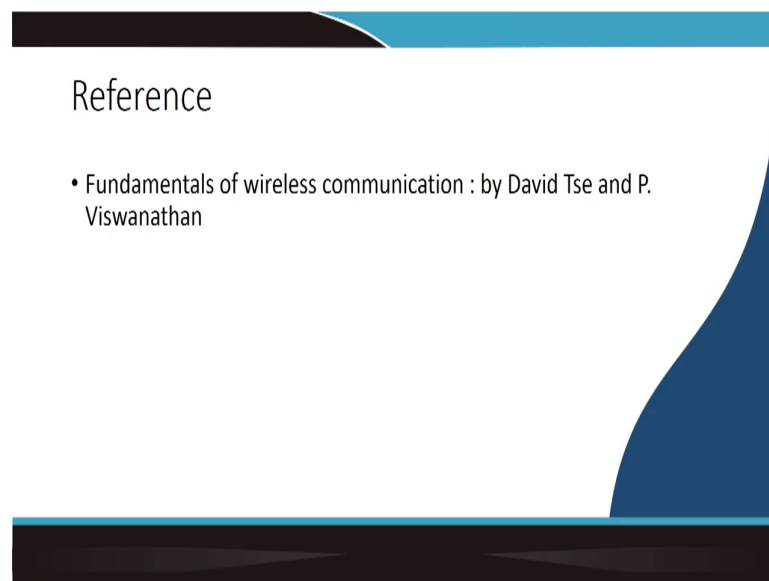 Reference
• Fundamentals of wireless communication : by David Tse and P.
Viswanathan